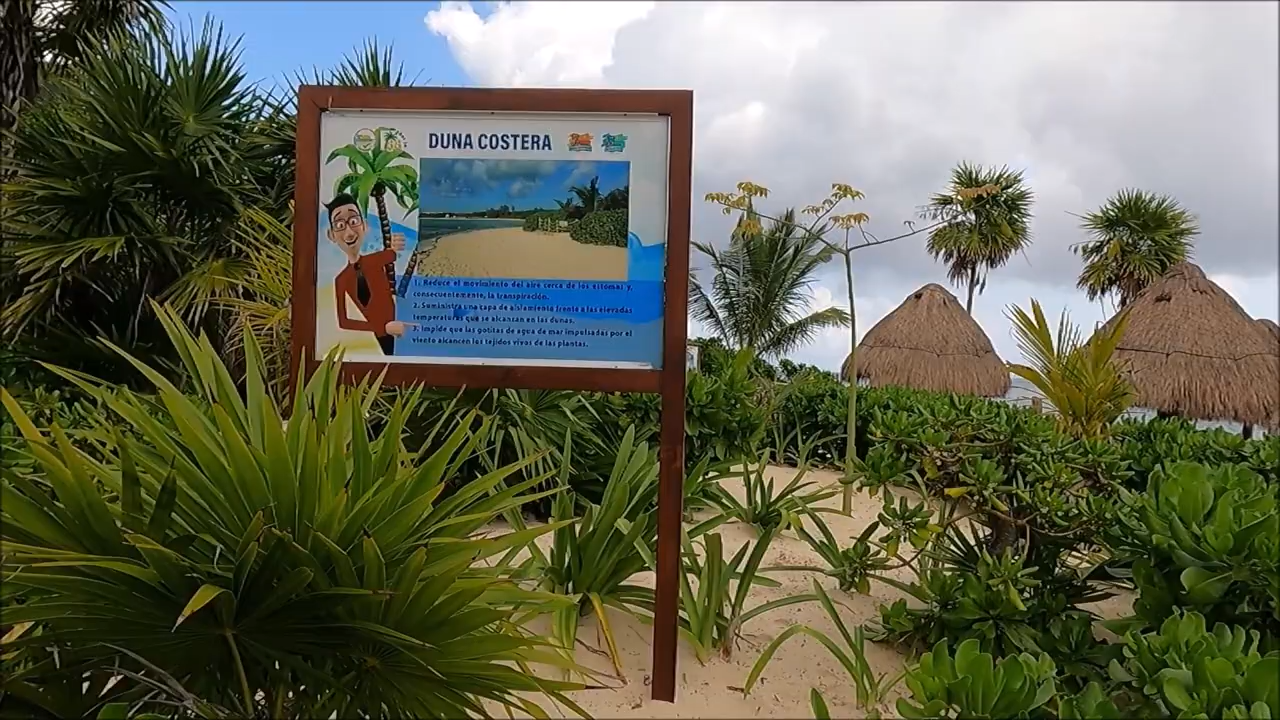 DUNA COSTERA
1. Reduce el movimiento del aire cerca de los estomas y,
consecuentemente, la transpiración.
2. Suministra una capa de aislamiento frente a las elevadas
temperaturas que se alcanzan en las dunas.
3. Impide que las gotitas de agua de mar impulsadas por el
viento alcancen los tejidos vivos de las plantas.